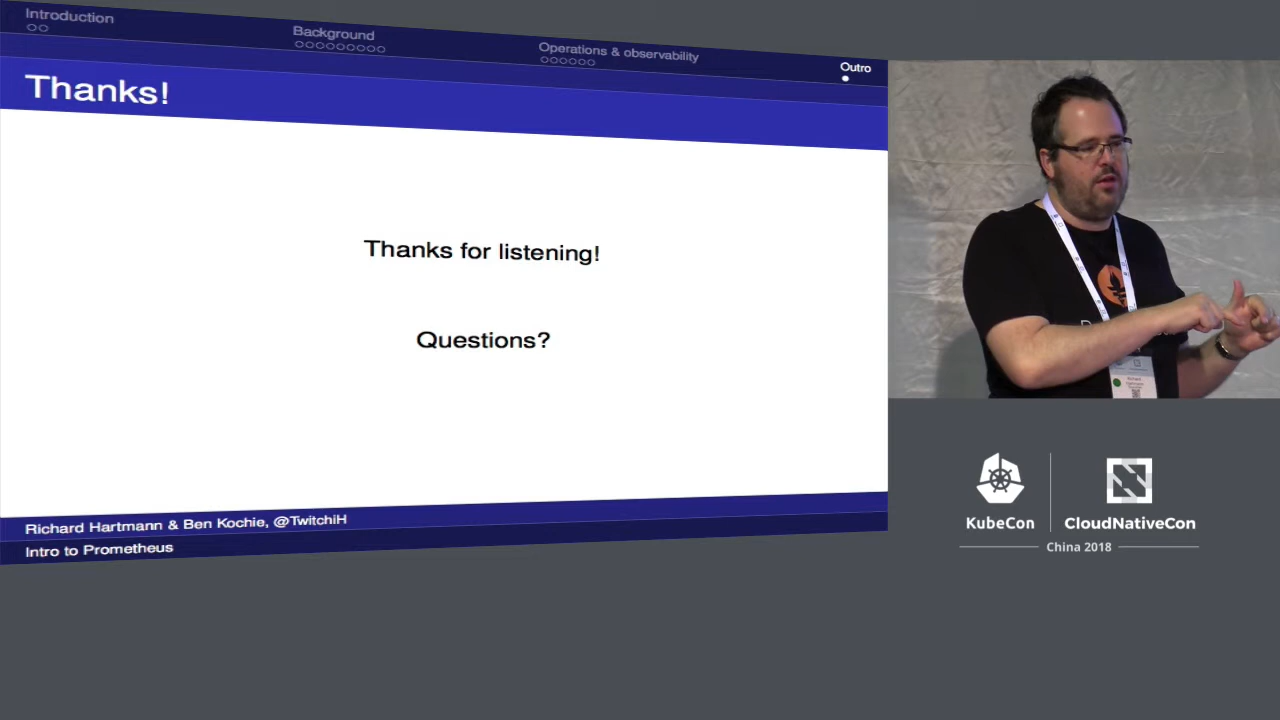 Introduction
Background
Operations & observability
Outro
Thanks!
Thanks for listening!
Questions?
Richard Hartmann & Ben Kochie, @TwitchiH
Intro to Prometheus
Richard
KubeCon
CloudNativeCon
China 2018